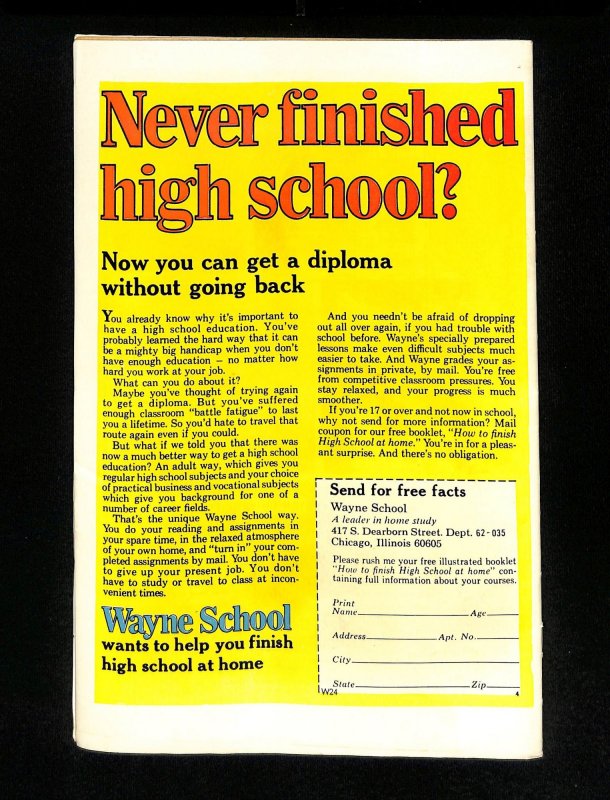 Never finished
high school?
Now you can get a diploma
without going back
You already know why it's important to
have a high school education. You've
probably learned the hard way that it can
be a mighty big handicap when you don't
have enough education – no matter how
hard you work at your job.
What can you do about it?
Maybe you've thought of trying again
to get a diploma. But you've suffered
enough classroom "battle fatigue" to last
you a lifetime. So you'd hate to travel that
route again even if you could.
But what if we told you that there was
now a much better way to get a high school
education? An adult way, which gives you
regular high school subjects and your choice
of practical business and vocational subjects
which give you background for one of a
number of career fields.
That's the unique Wayne School way.
You do your reading and assignments in
your spare time, in the relaxed atmosphere
of your own home, and "turn in" your com-
pleted assignments by mail. You don't have
to give up your present job. You don't
have to study or travel to class at incon-
venient times.
Wayne School
wants to help you finish
high school at home
And you needn't be afraid of dropping
out all over again, if you had trouble with
school before. Wayne's specially prepared
lessons make even difficult subjects much
easier to take. And Wayne grades your as-
signments in private, by mail. You're free
from competitive classroom pressures. You
stay relaxed, and your progress is much
smoother.
If you're 17 or over and not now in school,
why not send for more information? Mail
coupon for our free booklet, "How to finish
High School at home." You're in for a pleas-
ant surprise. And there's no obligation.
Send for free facts
Wayne School
A leader in home study
417 S. Dearborn Street. Dept. 62-035
Chicago, Illinois 60605
Please rush me your free illustrated booklet
"How to finish High School at home" con-
taining full information about your courses.
Print
Name Age
Address Apt. No.
City
State Zip
W24 4